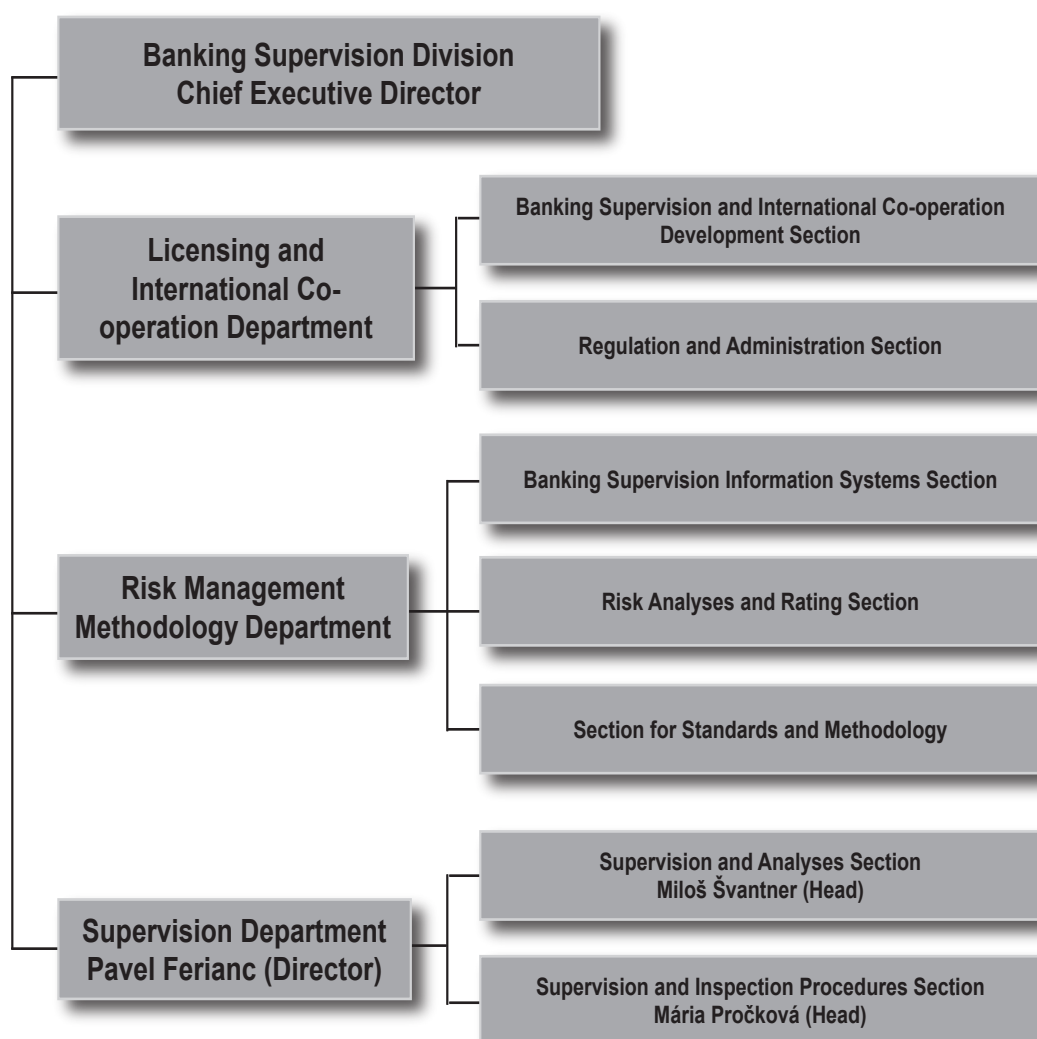 Banking Supervision Division
Chief Executive Director
Licensing and
International Co-
operation Department
Banking Supervision and International Co-operation
Development Section
Regulation and Administration Section
Risk Management
Methodology Department
Banking Supervision Information Systems Section
Risk Analyses and Rating Section
Section for Standards and Methodology
Supervision Department
Pavel Ferianc (Director)
Supervision and Analyses Section
Miloš Švantner (Head)
Supervision and Inspection Procedures Section
Mária Pročková (Head)